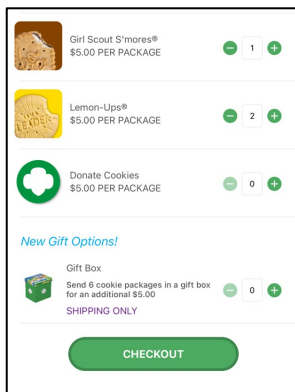 Girl Scout S'mores®
$5.00 PER PACKAGE
1
LEADER
Lemon-Ups®
$5.00 PER PACKAGE
2
Donate Cookies
$5.00 PER PACKAGE
0
New Gift Options!
Gift Box
Send 6 cookie packages in a gift box
for an additional $5.00
0
SHIPPING ONLY
CHECKOUT